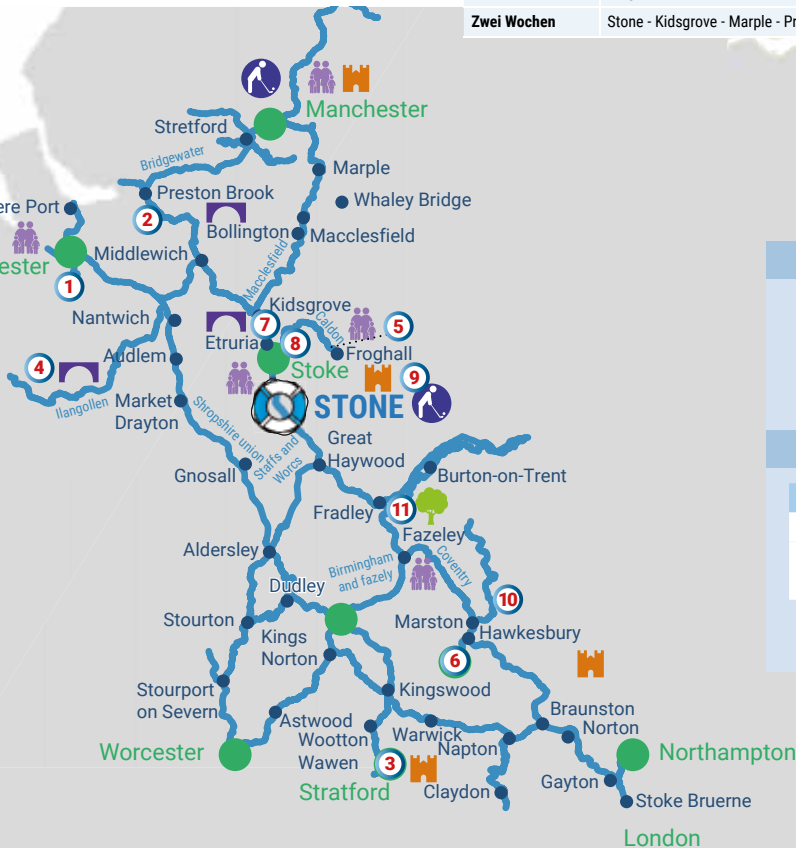 Zwei Wochen
Stone - Kidsgrove - Marple - Pr
Manchester
Stretford
Bridgewater
Marple
Preston Brook
Whaley Bridge
ere Port
2
Bollington
Macclesfield
Middlewich
ester
1
Macclesfield
Kidsgrove
Nantwich
7
Caldon
5
Etruria
8
Froghall
Audlem
4
Stoke
9
llangollen
Market
Drayton
STONE
Shropshire union
Staffs and
Worcs
Great
Haywood
Gnosall
Burton-on-Trent
Fradley
11
Fazeley
Aldersley
Birmingham
and fazely
Coventry
Dudley
10
Stourton
Marston
Kings
Norton
Hawkesbury
6
Stourport
on Severn
Kingswood
Braunston
Astwood
Warwick
Norton
Wootton
Wawen
Napton
Worcester
Northampton
3
Stratford
Claydon
Gayton
Stoke Bruerne
London